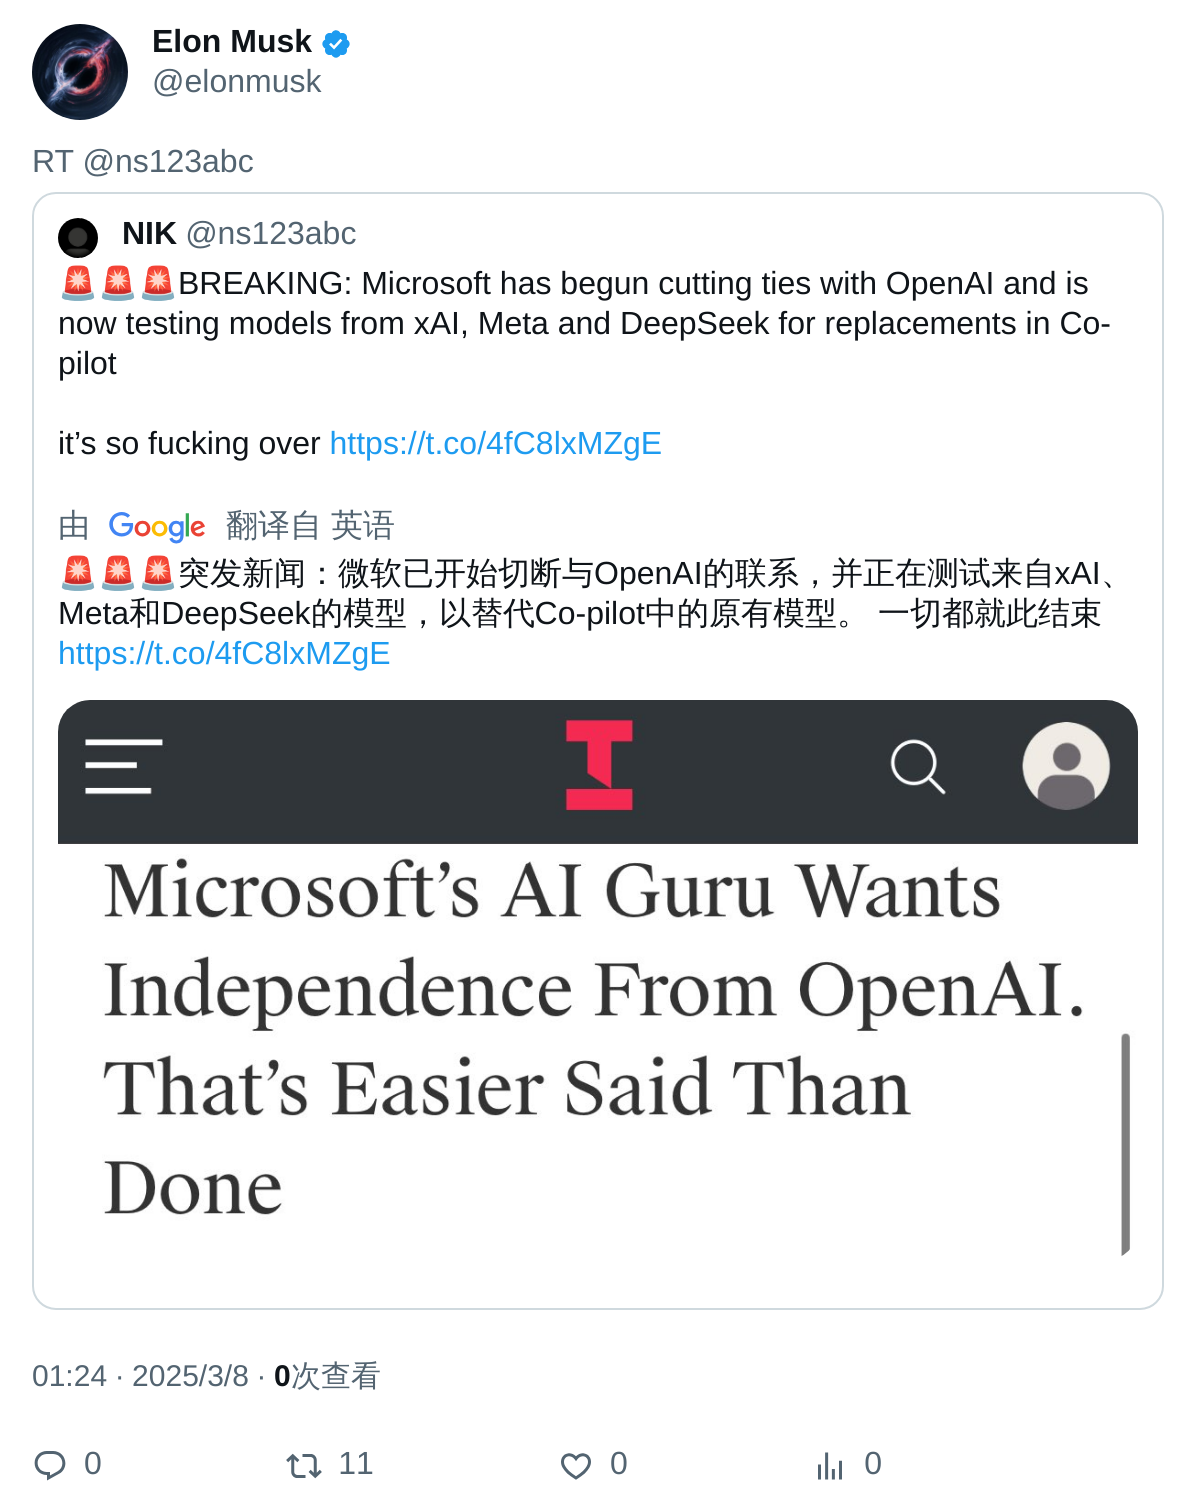 Elon Musk
@elonmusk
RT @ns123abc
NIK @ns123abc
🚨🚨🚨BREAKING: Microsoft has begun cutting ties with OpenAI and is
now testing models from xAI, Meta and DeepSeek for replacements in Co-
pilot
it’s so fucking over https://t.co/4fC8lxMZgE
由 Google 翻译自 英语
🚨🚨🚨突发新闻：微软已开始切断与OpenAI的联系，并正在测试来自xAI、
Meta和DeepSeek的模型，以替代Co-pilot中的原有模型。 一切都就此结束
https://t.co/4fC8lxMZgE
Microsoft’s AI Guru Wants
Independence From OpenAI.
That’s Easier Said Than
Done
01:24 · 2025/3/8 · 0次查看
0 11 0 0